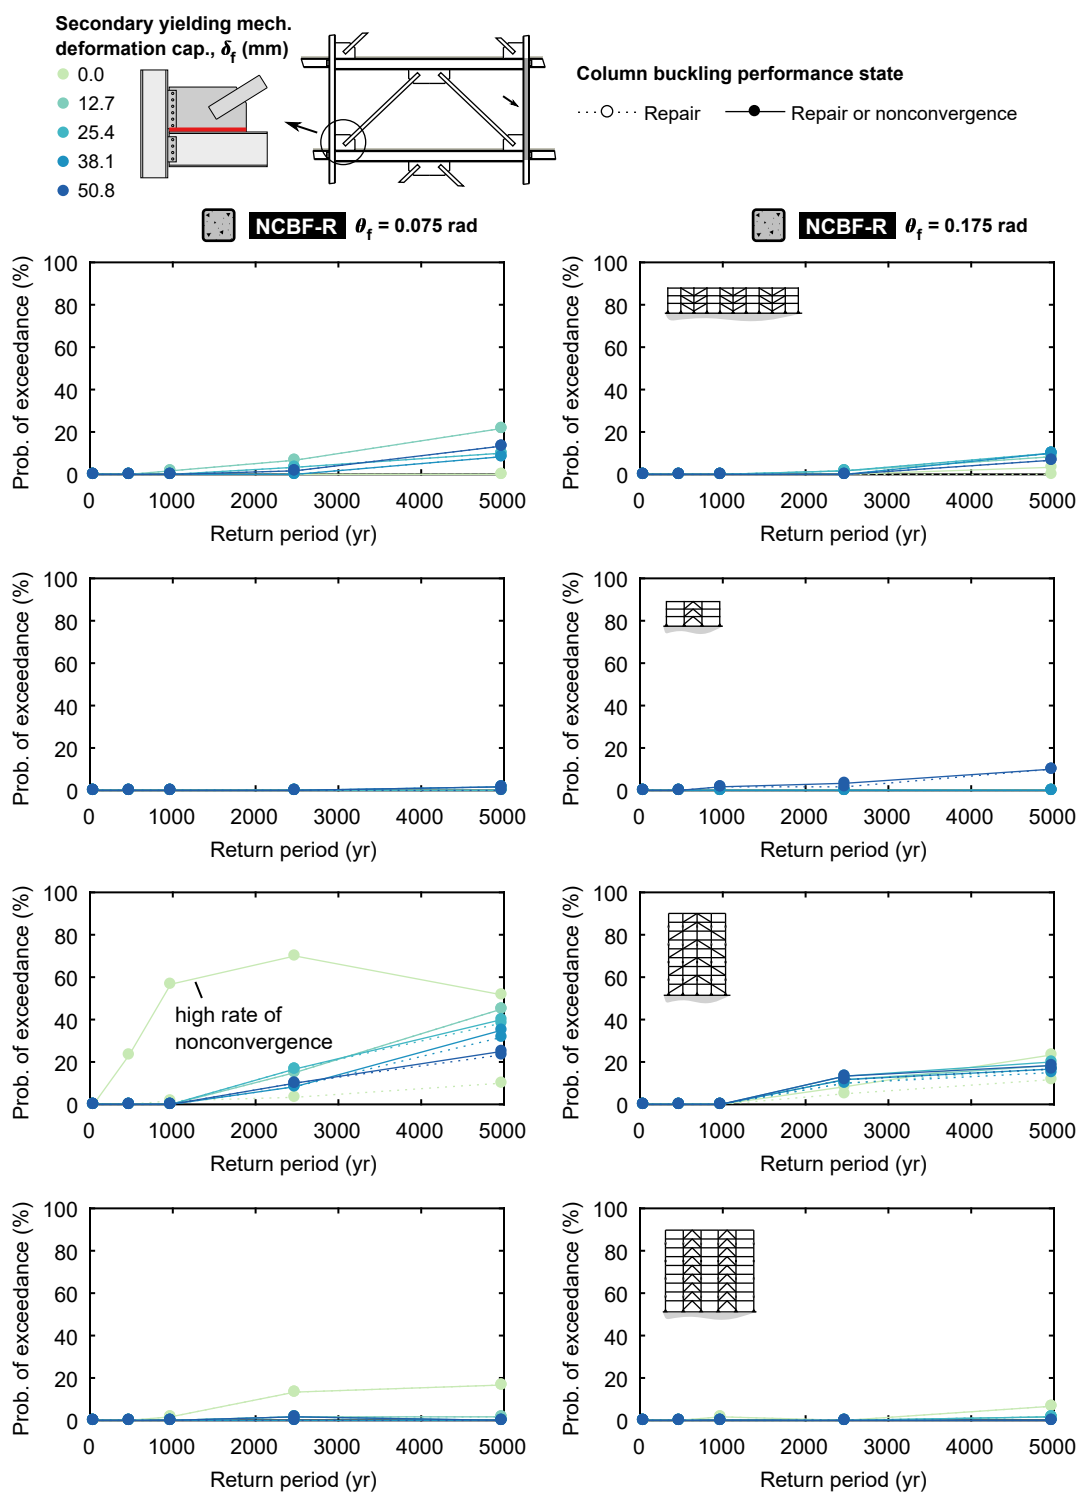 Secondary yielding mech.
deformation cap., δf (mm)
0.0
12.7
25.4
38.1
50.8
Column buckling performance state
Repair
Repair or nonconvergence
NCBF-R θf = 0.075 rad
NCBF-R θf = 0.175 rad
Prob. of exceedance (%)
100
80
60
40
20
0
0 1000 2000 3000 4000 5000
Return period (yr)
Prob. of exceedance (%)
100
80
60
40
20
0
0 1000 2000 3000 4000 5000
Return period (yr)
Prob. of exceedance (%)
100
80
60
40
20
0
0 1000 2000 3000 4000 5000
Return period (yr)
Prob. of exceedance (%)
100
80
60
40
20
0
0 1000 2000 3000 4000 5000
Return period (yr)
Prob. of exceedance (%)
100
80
60
40
20
0
high rate of
nonconvergence
0 1000 2000 3000 4000 5000
Return period (yr)
Prob. of exceedance (%)
100
80
60
40
20
0
0 1000 2000 3000 4000 5000
Return period (yr)
Prob. of exceedance (%)
100
80
60
40
20
0
0 1000 2000 3000 4000 5000
Return period (yr)
Prob. of exceedance (%)
100
80
60
40
20
0
0 1000 2000 3000 4000 5000
Return period (yr)